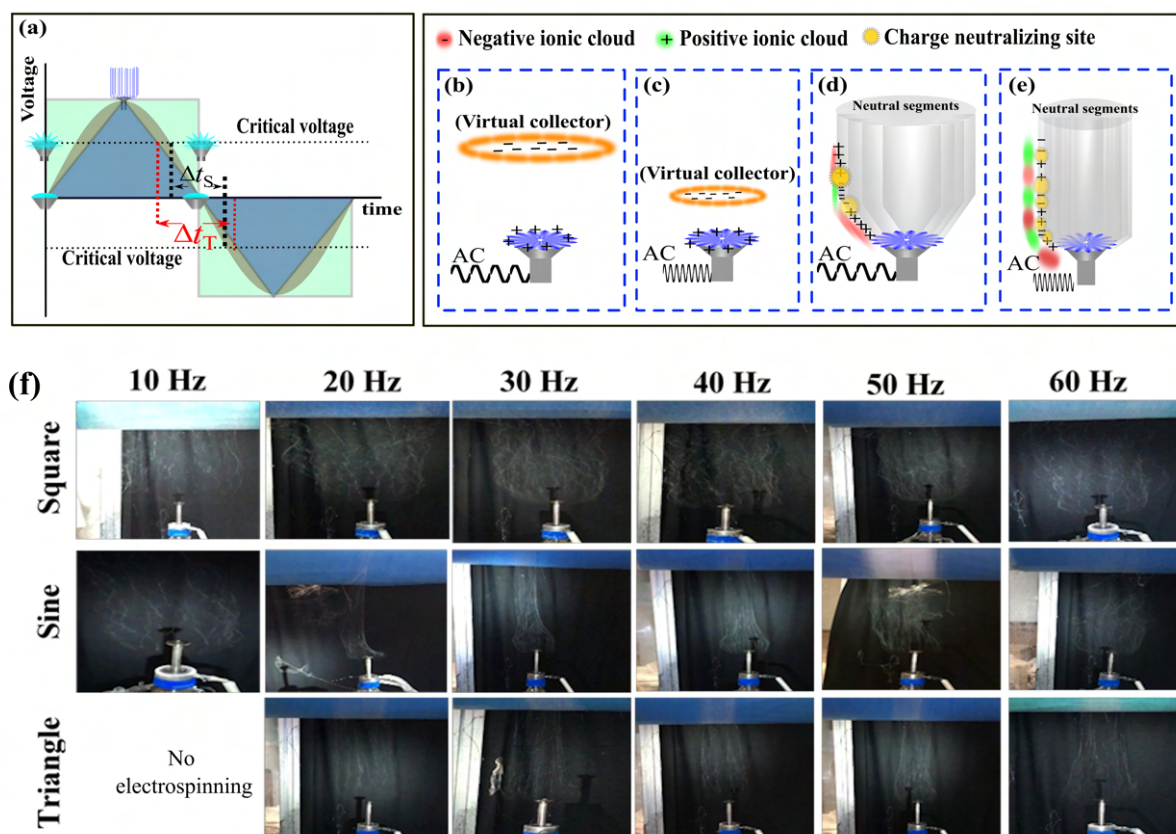 (a)
Voltage
Critical voltage
Δt_S
time
Δt_T
Critical voltage
- Negative ionic cloud
+ Positive ionic cloud
Charge neutralizing site
(b)
(Virtual collector)
- - - - - -
+ + + + + + +
AC
(c)
(Virtual collector)
- - - - - -
+ + + + + + +
AC
(d)
Neutral segments
AC
(e)
Neutral segments
AC
(f)
10 Hz
20 Hz
30 Hz
40 Hz
50 Hz
60 Hz
Square
Sine
Triangle
No
electrospinning